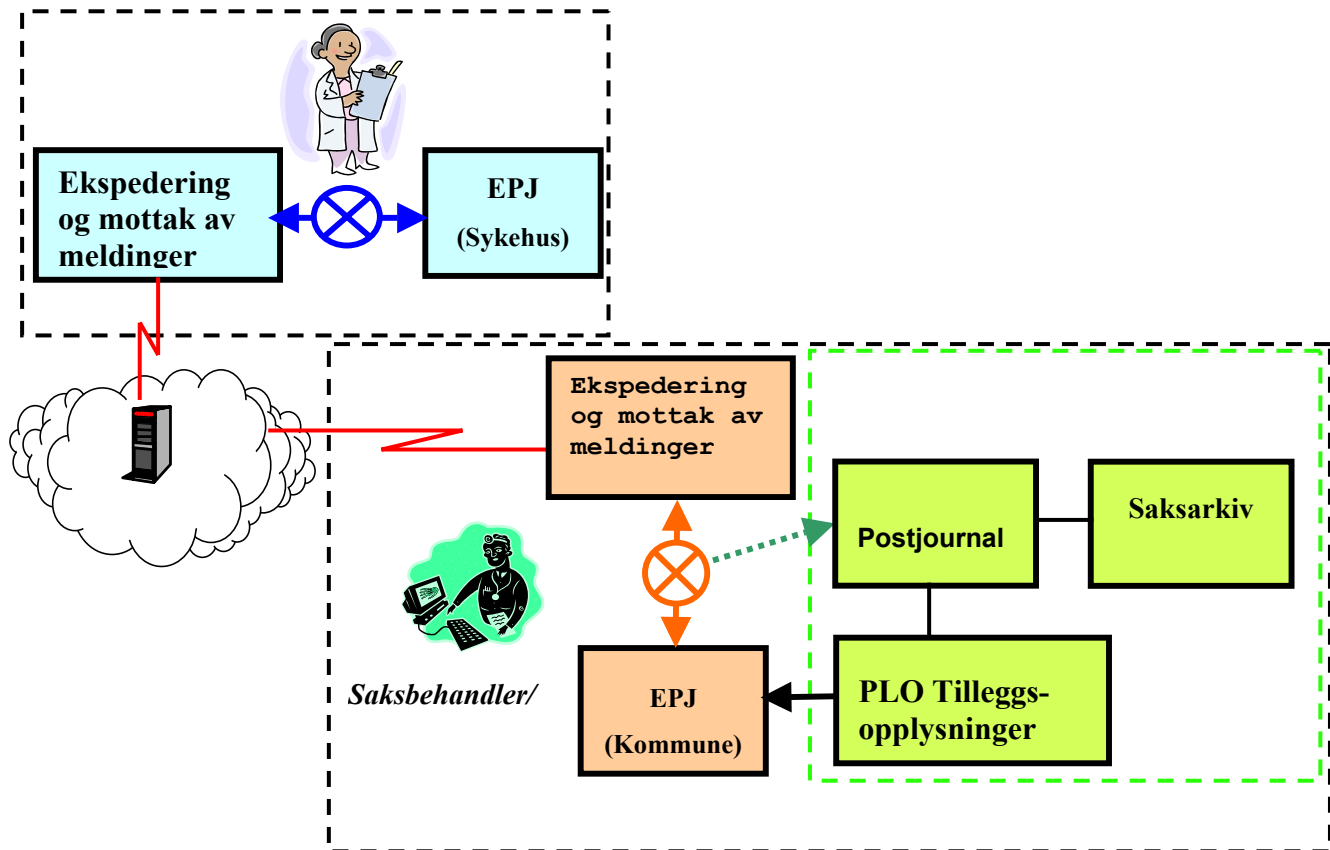 Ekspedering
og mottak av
meldinger
EPJ
(Sykehus)
Ekspedering
og mottak av
meldinger
Postjournal
Saksarkiv
Saksbehandler/
EPJ
(Kommune)
PLO Tilleggs-
opplysninger